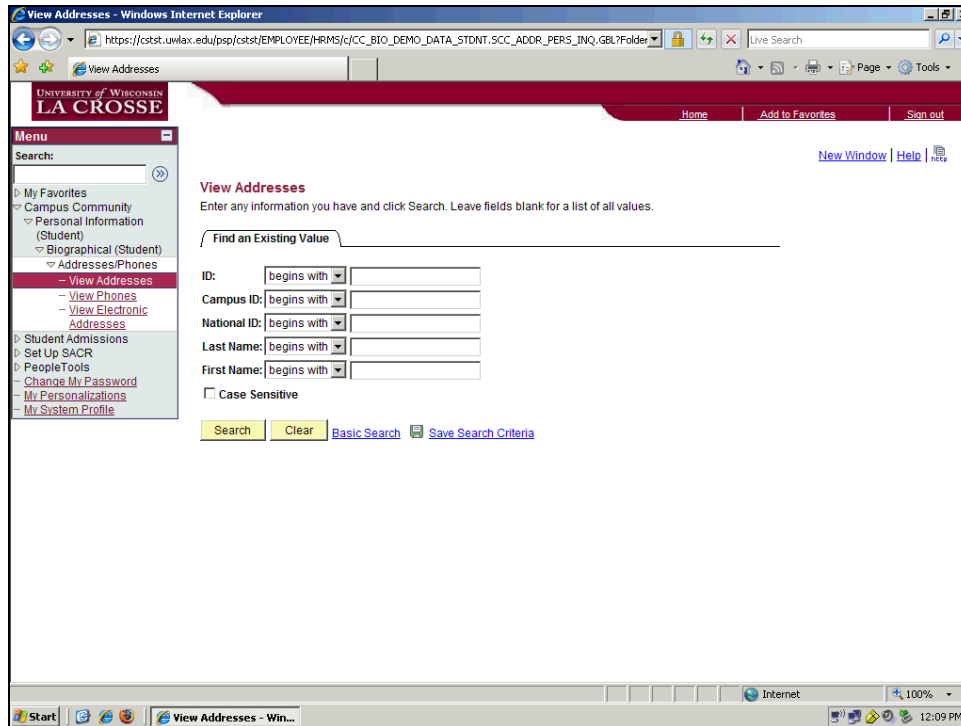 View Addresses - Windows Internet Explorer
https://cstst.uwlax.edu/psp/cstst/EMPLOYEE/HRMS/c/CC_BIO_DEMO_DATA_STDNT.SCC_ADDR_PERS_INQ.GBL?Folder
Live Search
View Addresses
Page
Tools
UNIVERSITY of WISCONSIN
LA CROSSE
Home
Add to Favorites
Sign out
Menu
Search:
My Favorites
Campus Community
Personal Information
(Student)
Biographical (Student)
Addresses/Phones
– View Addresses
– View Phones
– View Electronic
Addresses
Student Admissions
Set Up SACR
PeopleTools
– Change My Password
– My Personalizations
– My System Profile
New Window | Help |
http
View Addresses
Enter any information you have and click Search. Leave fields blank for a list of all values.
Find an Existing Value
ID: begins with
Campus ID: begins with
National ID: begins with
Last Name: begins with
First Name: begins with
Case Sensitive
Search Clear Basic Search Save Search Criteria
Internet
100%
Start
View Addresses - Win...
12:09 PM